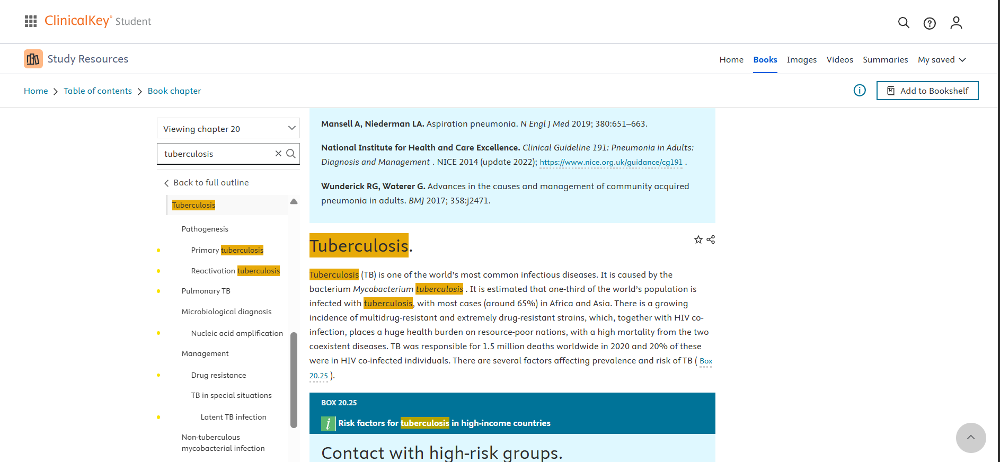 ClinicalKey® Student
Study Resources
Home Books Images Videos Summaries My saved
Home > Table of contents > Book chapter
Add to Bookshelf
Viewing chapter 20
tuberculosis
Back to full outline
Tuberculosis
Pathogenesis
Primary tuberculosis
Reactivation tuberculosis
Pulmonary TB
Microbiological diagnosis
Nucleic acid amplification
Management
Drug resistance
TB in special situations
Latent TB infection
Non-tuberculous
mycobacterial infection
Mansell A, Niederman LA. Aspiration pneumonia. N Engl J Med 2019; 380:651–663.
National Institute for Health and Care Excellence. Clinical Guideline 191: Pneumonia in Adults:
Diagnosis and Management . NICE 2014 (update 2022); https://www.nice.org.uk/guidance/cg191 .
Wunderick RG, Waterer G. Advances in the causes and management of community acquired
pneumonia in adults. BMJ 2017; 358:j2471.
Tuberculosis.
Tuberculosis (TB) is one of the world’s most common infectious diseases. It is caused by the
bacterium Mycobacterium tuberculosis . It is estimated that one-third of the world’s population is
infected with tuberculosis, with most cases (around 65%) in Africa and Asia. There is a growing
incidence of multidrug-resistant and extremely drug-resistant strains, which, together with HIV co-
infection, places a huge health burden on resource-poor nations, with a high mortality from the two
coexistent diseases. TB was responsible for 1.5 million deaths worldwide in 2020 and 20% of these
were in HIV co-infected individuals. There are several factors affecting prevalence and risk of TB ( Box
20.25 ).
BOX 20.25
i Risk factors for tuberculosis in high-income countries
Contact with high-risk groups.